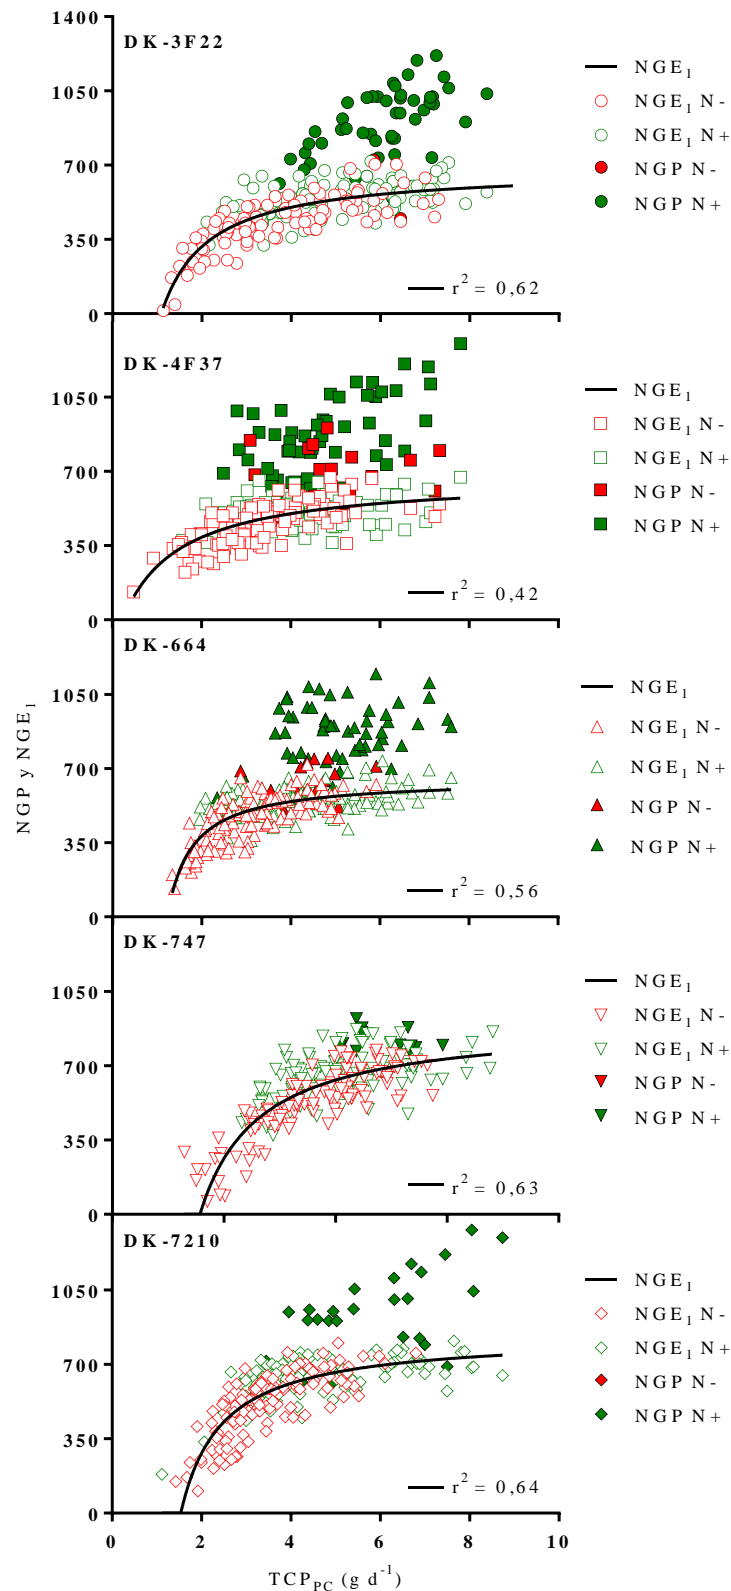 1400
DK-3F22
1050
700
350
0
r² = 0,62
NGE₁
NGE₁ N-
NGE₁ N+
NGP N-
NGP N+
DK-4F37
1050
700
350
0
r² = 0,42
NGE₁
NGE₁ N-
NGE₁ N+
NGP N-
NGP N+
NGP y NGE₁
DK-664
1050
700
350
0
r² = 0,56
NGE₁
NGE₁ N-
NGE₁ N+
NGP N-
NGP N+
DK-747
1050
700
350
0
r² = 0,63
NGE₁
NGE₁ N-
NGE₁ N+
NGP N-
NGP N+
DK-7210
1050
700
350
0
r² = 0,64
NGE₁
NGE₁ N-
NGE₁ N+
NGP N-
NGP N+
0 2 4 6 8 10
TCP_PC (g d⁻¹)